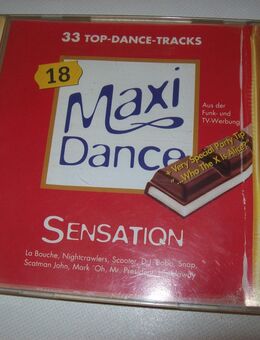 33 TOP-DANCE-TRACKS
18
Maxi
Dance
Aus der
Funk- und
TV-Werbung
Very Special Party Tip
"..Who The X Is Alice?"
SENSATION
La Bouche, Nightcrawlers, Scooter, D.J. Bobo, Snap,
Scatman John, Mark 'Oh, Mr. President, Haddaway